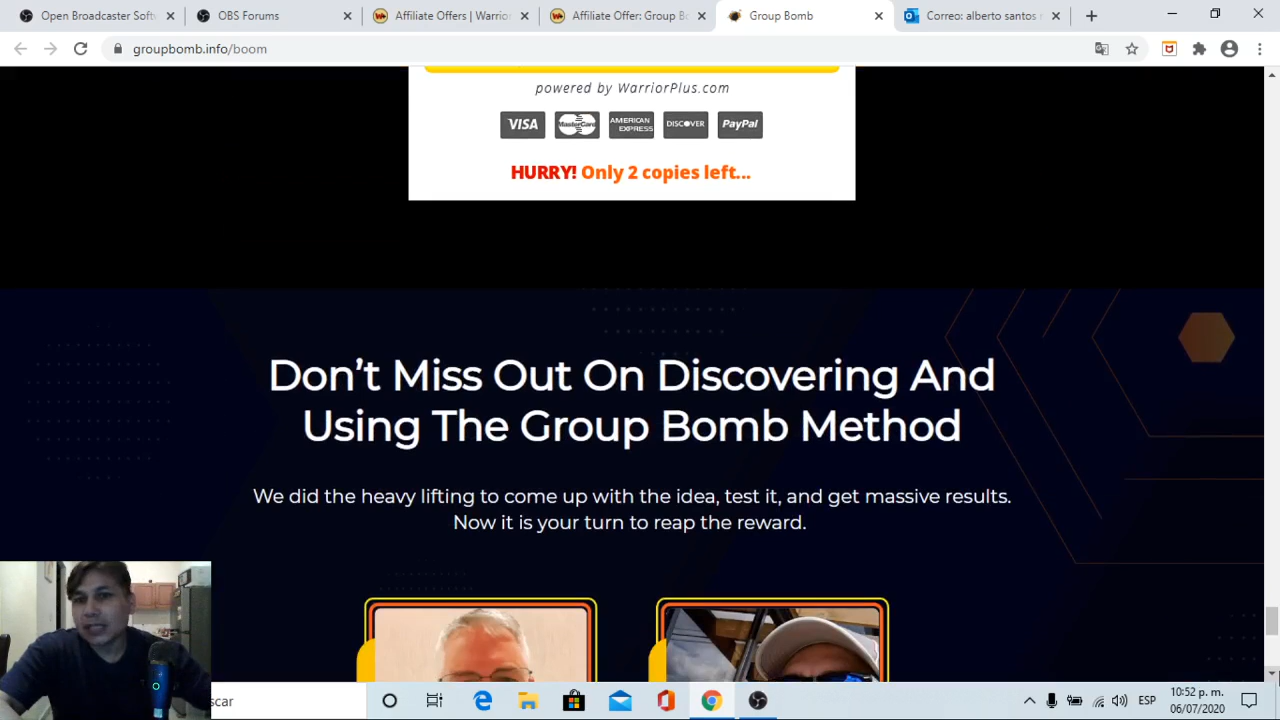 Open Broadcaster Soft
OBS Forums
Affiliate Offers | Warrior
Affiliate Offer: Group B
Group Bomb
Correo: alberto santos
groupbomb.info/boom
powered by WarriorPlus.com
VISA
MasterCard
AMERICAN EXPRESS
DISCOVER
PayPal
HURRY! Only 2 copies left...
Don't Miss Out On Discovering And
Using The Group Bomb Method
We did the heavy lifting to come up with the idea, test it, and get massive results.
Now it is your turn to reap the reward.
scar
ESP
10:52 p. m.
06/07/2020